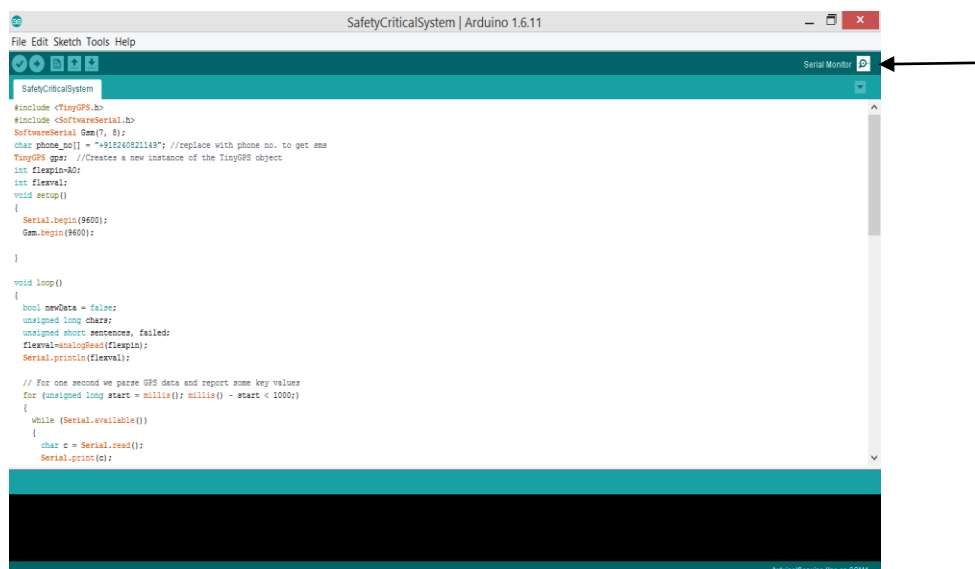 SafetyCriticalSystem | Arduino 1.6.11
File Edit Sketch Tools Help
Serial Monitor
SafetyCriticalSystem
#include <TinyGPS.h>
#include <SoftwareSerial.h>
SoftwareSerial Gsm(7, 8);
char phone_no[] = "+918240821149"; //replace with phone no. to get sms
TinyGPS gps;  //Creates a new instance of the TinyGPS object
int flexpin=A0;
int flexval;
void setup()
{
  Serial.begin(9600);
  Gsm.begin(9600);
}
void loop()
{
  bool newData = false;
  unsigned long chars;
  unsigned short sentences, failed;
  flexval=analogRead(flexpin);
  Serial.println(flexval);
  // For one second we parse GPS data and report some key values
  for (unsigned long start = millis(); millis() - start < 1000;)
  {
    while (Serial.available())
    {
      char c = Serial.read();
      Serial.print(c);